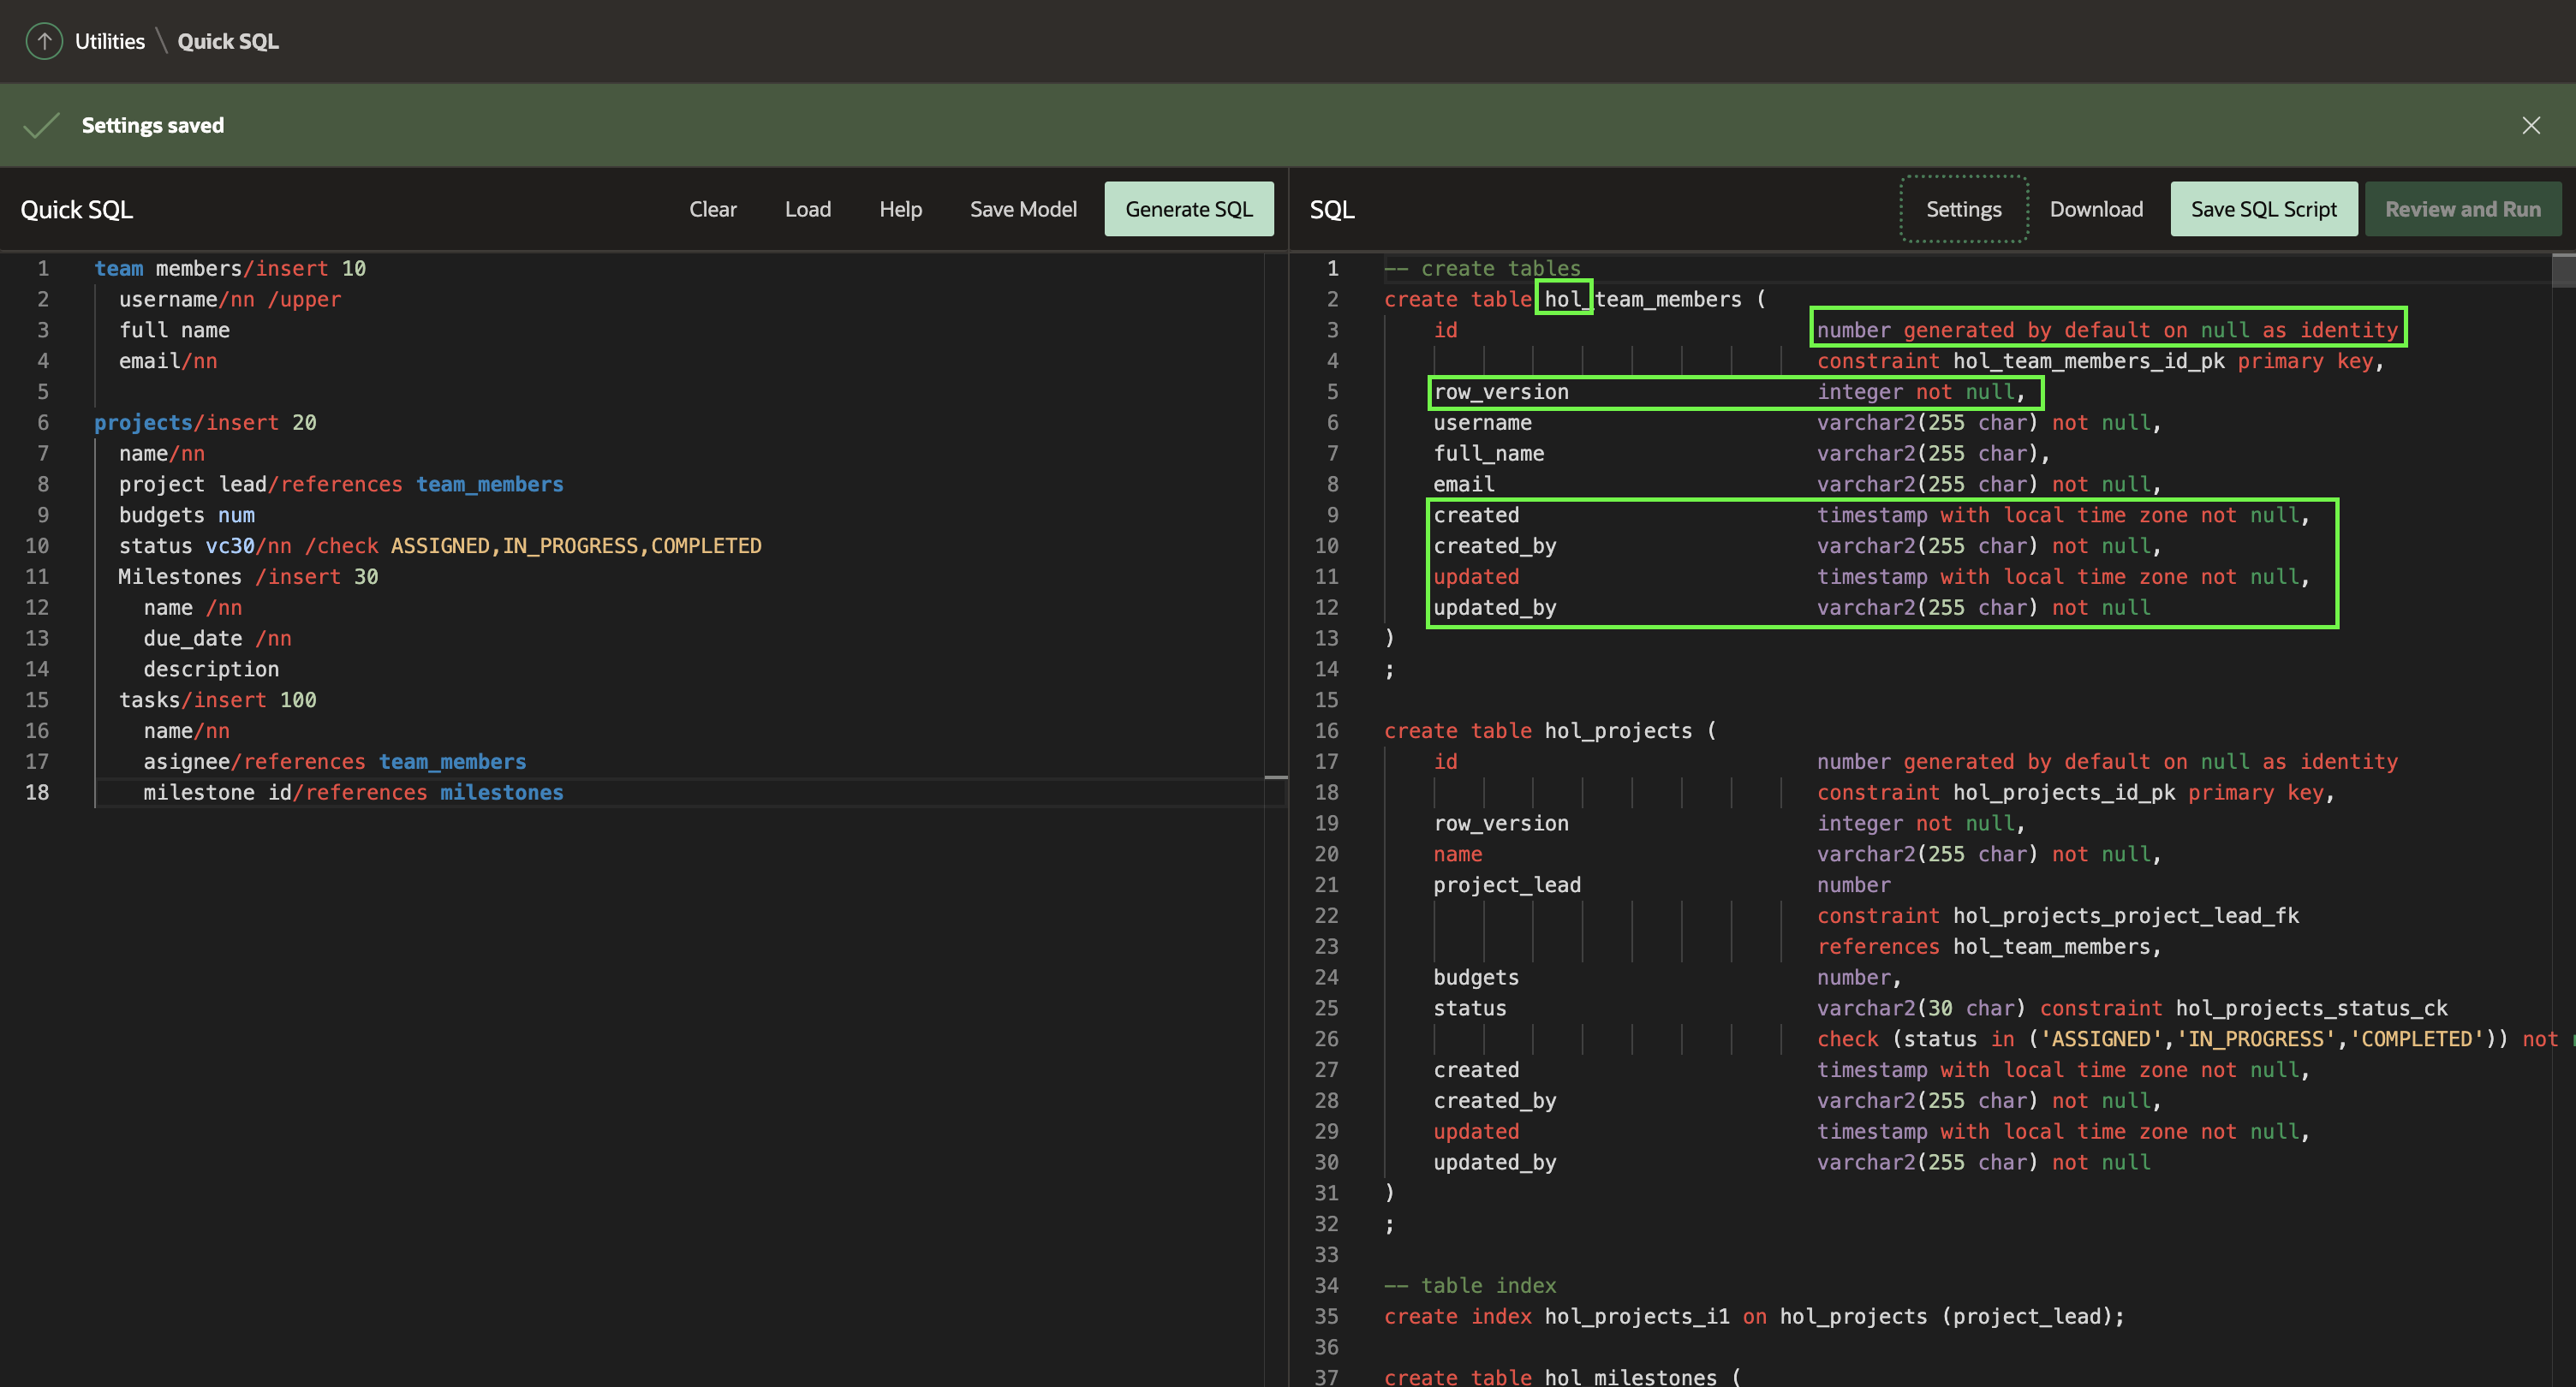 Utilities \ Quick SQL
Settings saved
Quick SQL Clear Load Help Save Model Generate SQL
1 team members/insert 10
2 username/nn /upper
3 full name
4 email/nn
5
6 projects/insert 20
7 name/nn
8 project lead/references team_members
9 budgets num
10 status vc30/nn /check ASSIGNED,IN_PROGRESS,COMPLETED
11 Milestones /insert 30
12 name /nn
13 due_date /nn
14 description
15 tasks/insert 100
16 name/nn
17 asignee/references team_members
18 milestone id/references milestones
SQL Settings Download Save SQL Script Review and Run
1 -- create tables
2 create table hol_team_members (
3 id number generated by default on null as identity
4 constraint hol_team_members_id_pk primary key,
5 row_version integer not null,
6 username varchar2(255 char) not null,
7 full_name varchar2(255 char),
8 email varchar2(255 char) not null,
9 created timestamp with local time zone not null,
10 created_by varchar2(255 char) not null,
11 updated timestamp with local time zone not null,
12 updated_by varchar2(255 char) not null
13 )
14 ;
15
16 create table hol_projects (
17 id number generated by default on null as identity
18 constraint hol_projects_id_pk primary key,
19 row_version integer not null,
20 name varchar2(255 char) not null,
21 project_lead number
22 constraint hol_projects_project_lead_fk
23 references hol_team_members,
24 budgets number,
25 status varchar2(30 char) constraint hol_projects_status_ck
26 check (status in ('ASSIGNED','IN_PROGRESS','COMPLETED')) not
27 created timestamp with local time zone not null,
28 created_by varchar2(255 char) not null,
29 updated timestamp with local time zone not null,
30 updated_by varchar2(255 char) not null
31 )
32 ;
33
34 -- table index
35 create index hol_projects_i1 on hol_projects (project_lead);
36
37 create table hol_milestones (